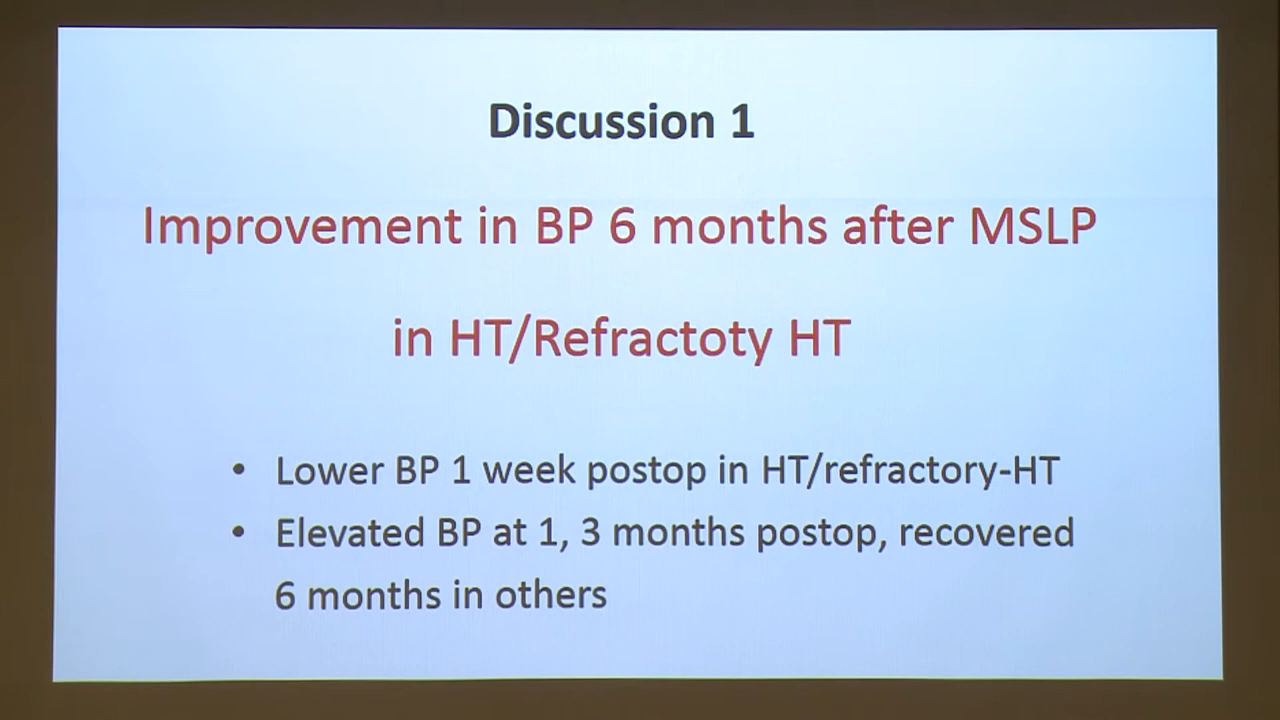 Discussion 1
Improvement in BP 6 months after MSLP
in HT/Refractoty HT
• Lower BP 1 week postop in HT/refractory-HT
• Elevated BP at 1, 3 months postop, recovered
6 months in others